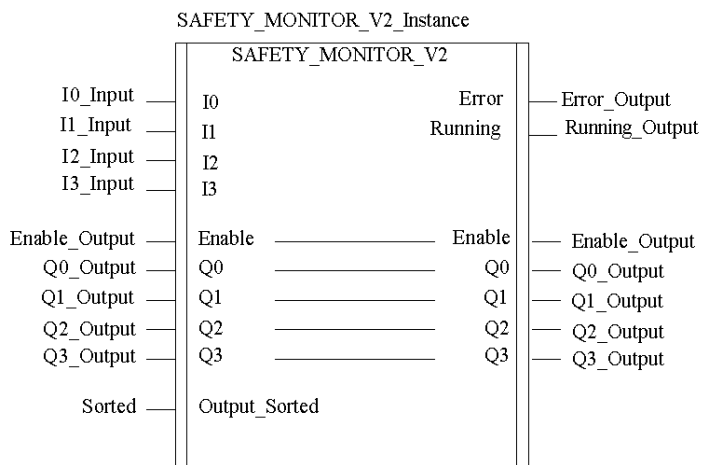 SAFETY_MONITOR_V2_Instance
SAFETY_MONITOR_V2
I0_Input I0 Error Error_Output
I1_Input I1 Running Running_Output
I2_Input I2
I3_Input I3
Enable_Output Enable Enable Enable_Output
Q0_Output Q0 Q0 Q0_Output
Q1_Output Q1 Q1 Q1_Output
Q2_Output Q2 Q2 Q2_Output
Q3_Output Q3 Q3 Q3_Output
Sorted Output_Sorted